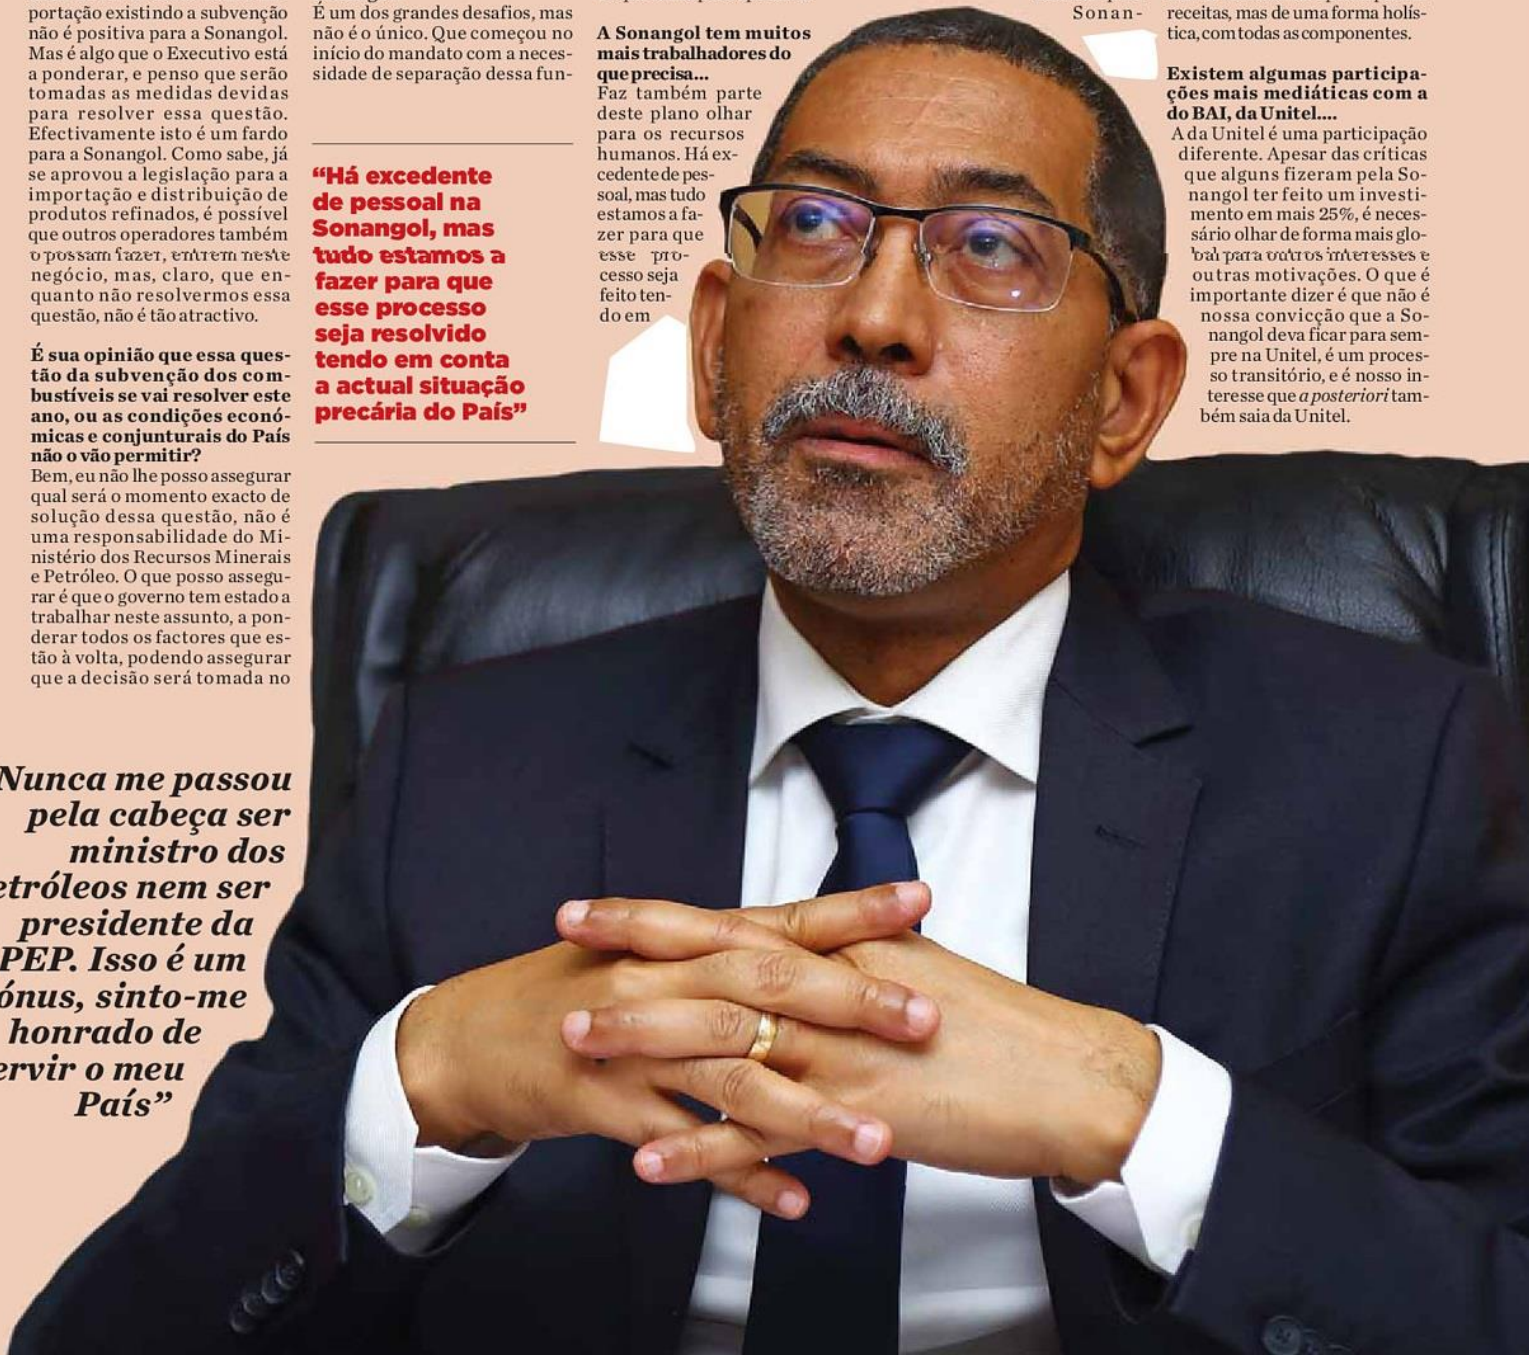 portação existindo a subvenção
não é positiva para a Sonangol.
Mas é algo que o Executivo está
a ponderar, e penso que serão
tomadas as medidas devidas
para resolver essa questão.
Efectivamente isto é um fardo
para a Sonangol. Como sabe, já
se aprovou a legislação para a
importação e distribuição de
produtos refinados, é possível
que outros operadores também
o possam fazer, entrem neste
negócio, mas, claro, que en-
quanto não resolvermos essa
questão, não é tão atractivo.
É sua opinião que essa ques-
tão da subvenção dos com-
bustíveis se vai resolver este
ano, ou as condições econó-
micas e conjunturais do País
não o vão permitir?
Bem, eu não lhe posso assegurar
qual será o momento exacto de
solução dessa questão, não é
uma responsabilidade do Mi-
nistério dos Recursos Minerais
e Petróleo. O que posso assegu-
rar é que o governo tem estado a
trabalhar neste assunto, a pon-
derar todos os factores que es-
tão à volta, podendo assegurar
que a decisão será tomada no
Nunca me passou
pela cabeça ser
ministro dos
etróleos nem ser
presidente da
PEP. Isso é um
ónus, sinto-me
honrado de
ervir o meu
País”
É um dos grandes desafios, mas
não é o único. Que começou no
início do mandato com a neces-
sidade de separação dessa fun-
“Há excedente
de pessoal na
Sonangol, mas
tudo estamos a
fazer para que
esse processo
seja resolvido
tendo em conta
a actual situação
precária do País”
A Sonangol tem muitos
mais trabalhadores do
que precisa...
Faz também parte
deste plano olhar
para os recursos
humanos. Há ex-
cedente de pes-
soal, mas tudo
estamos a fa-
zer para que
esse pro-
cesso seja
feito ten-
do em
Sonan-
receitas, mas de uma forma holís-
tica, com todas as componentes.
Existem algumas participa-
ções mais mediáticas com a
do BAI, da Unitel....
A da Unitel é uma participação
diferente. Apesar das críticas
que alguns fizeram pela So-
nangol ter feito um investi-
mento em mais 25%, é neces-
sário olhar de forma mais glo-
bal para outros interesses e
outras motivações. O que é
importante dizer é que não é
nossa convicção que a So-
nangol deva ficar para sem-
pre na Unitel, é um proces-
so transitório, e é nosso in-
teresse que a posteriori tam-
bém saia da Unitel.